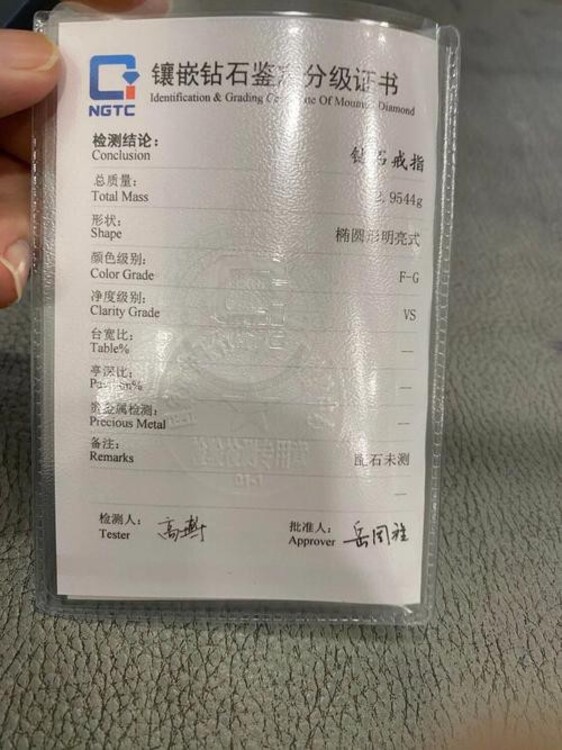 NGTC
镶嵌钻石鉴定分级证书
Identification & Grading Certificate Of Mounted Diamond
检测结论：
Conclusion
钻石戒指
总质量：
Total Mass
.9544g
形状：
Shape
椭圆形明亮式
颜色级别：
Color Grade
F-G
净度级别：
Clarity Grade
VS
台宽比：
Table%
—
亭深比：
Pavilion%
—
贵金属检测：
Precious Metal
—
备注：
Remarks
配石未测
—
检测人：
Tester
批准人：
Approver